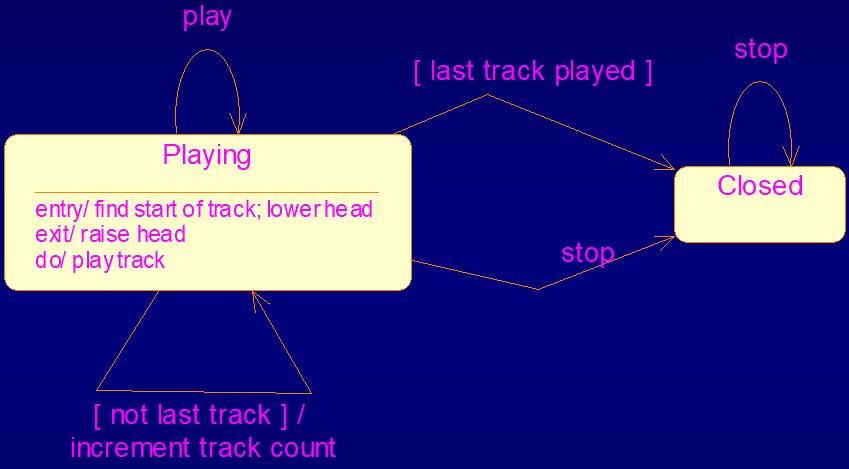 play
stop
[ last track played ]
Playing
entry/ find start of track; lower head
exit/ raise head
do/ play track
Closed
stop
[ not last track ] /
increment track count